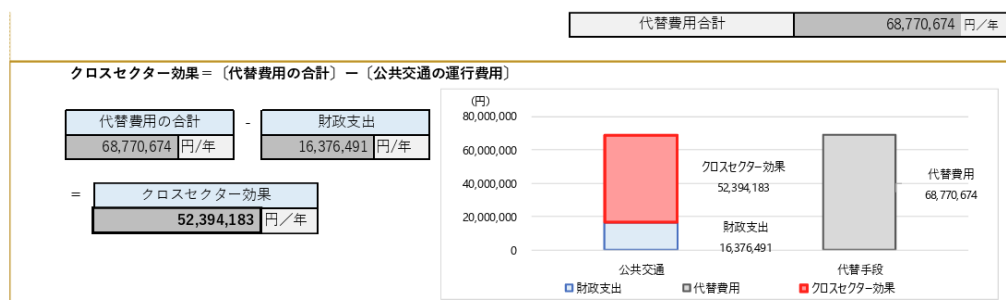 代替費用合計 68,770,674 円／年
クロスセクター効果＝〔代替費用の合計〕－〔公共交通の運行費用〕
代替費用の合計 - 財政支出
68,770,674 円/年 16,376,491 円/年
= クロスセクター効果
52,394,183 円／年
(円)
80,000,000
60,000,000
40,000,000
20,000,000
0
クロスセクター効果
52,394,183
財政支出
16,376,491
代替費用
68,770,674
公共交通 代替手段
財政支出 代替費用 クロスセクター効果